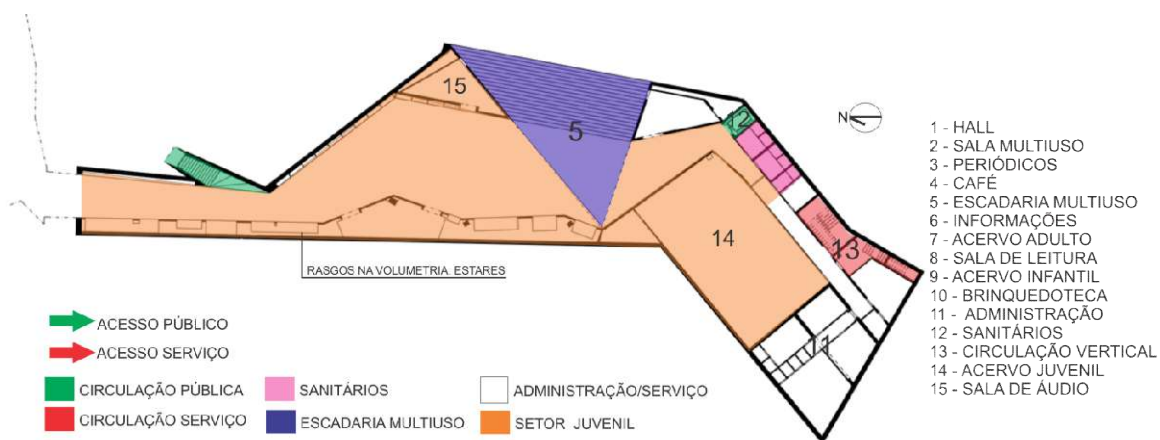 15
5
2
N
13
14
11
RASGOS NA VOLUMETRIA ESTARES
1 - HALL
2 - SALA MULTIUSO
3 - PERIÓDICOS
4 - CAFÉ
5 - ESCADARIA MULTIUSO
6 - INFORMAÇÕES
7 - ACERVO ADULTO
8 - SALA DE LEITURA
9 - ACERVO INFANTIL
10 - BRINQUEDOTECA
11 - ADMINISTRAÇÃO
12 - SANITÁRIOS
13 - CIRCULAÇÃO VERTICAL
14 - ACERVO JUVENIL
15 - SALA DE ÁUDIO
ACESSO PÚBLICO
ACESSO SERVIÇO
CIRCULAÇÃO PÚBLICA
SANITÁRIOS
ADMINISTRAÇÃO/SERVIÇO
CIRCULAÇÃO SERVIÇO
ESCADARIA MULTIUSO
SETOR JUVENIL